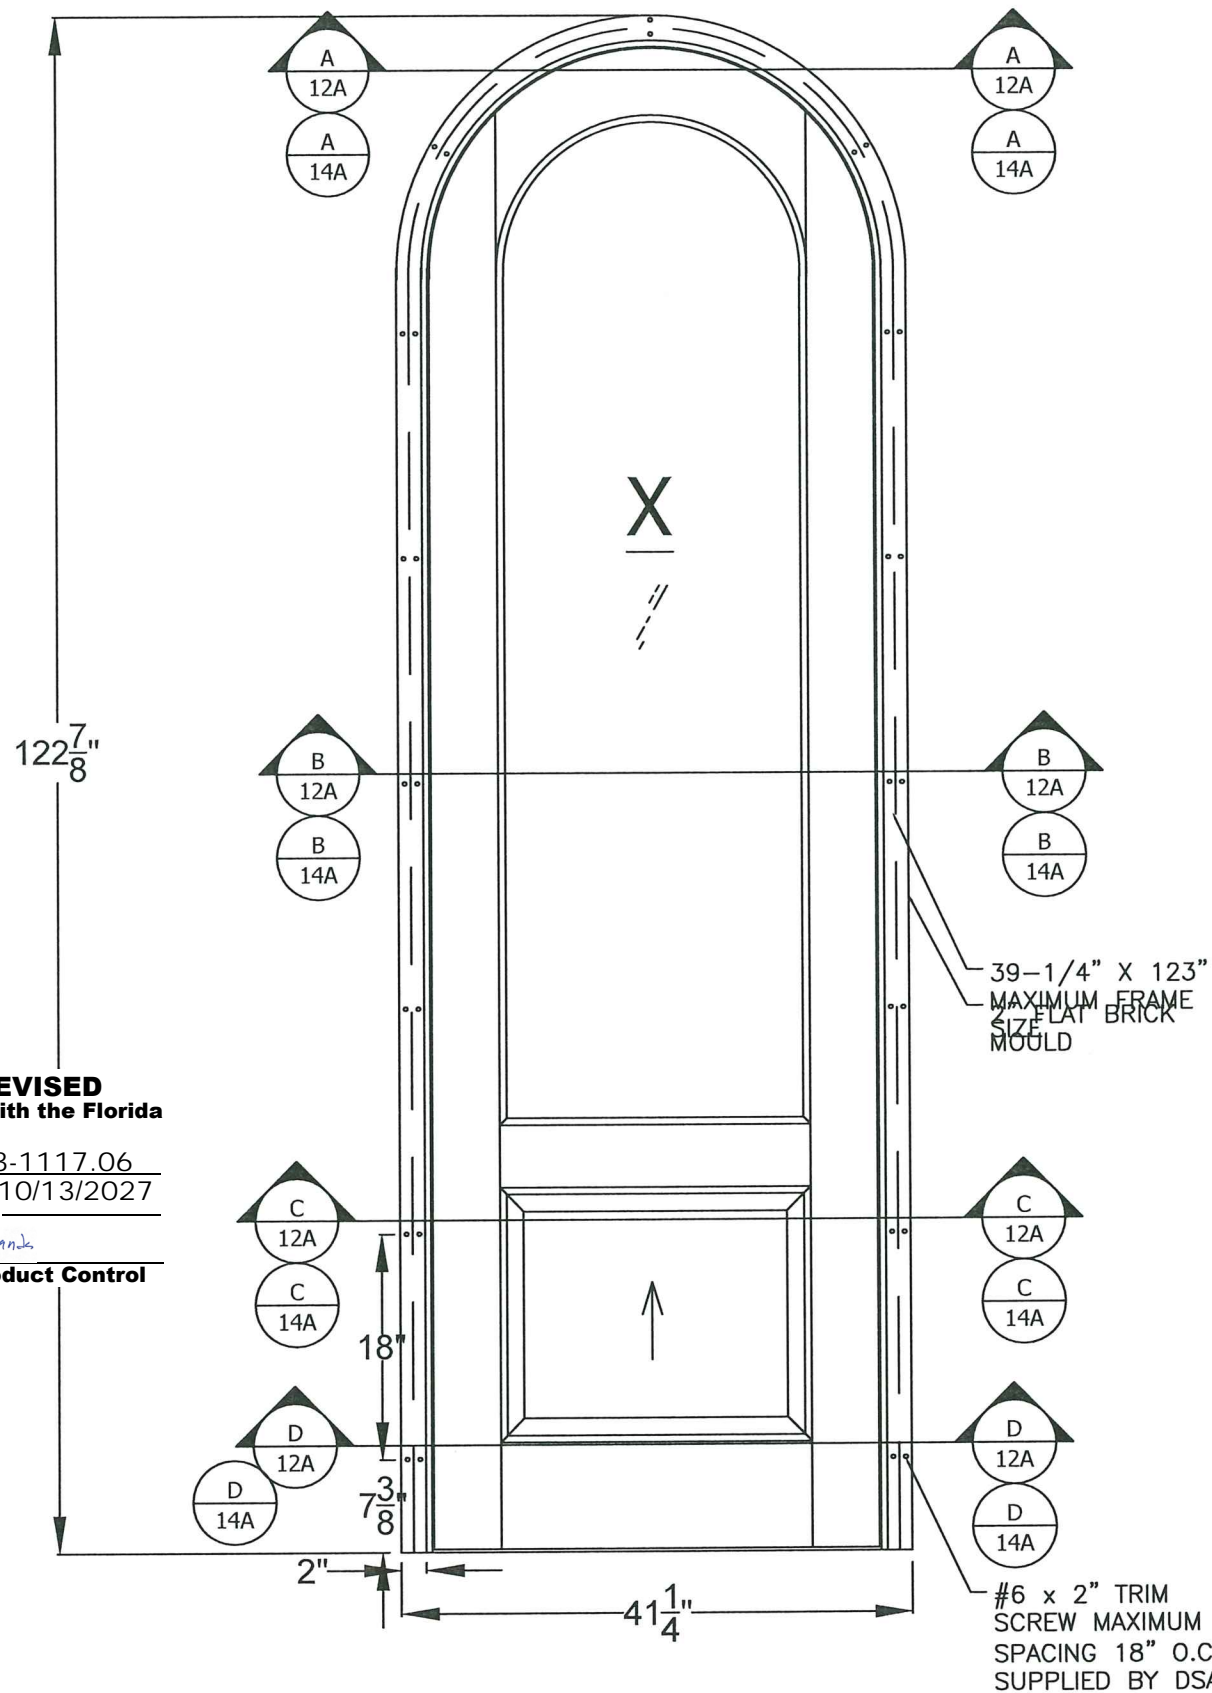 A
12A
A
14A
A
12A
A
14A
X
122 7/8"
B
12A
B
14A
B
12A
B
14A
39-1/4" X 123"
MAXIMUM FRAME
SIZE
2" FLAT BRICK
MOULD
EVISED
ith the Florida
-1117.06
10/13/2027
oduct Control
C
12A
C
14A
C
12A
C
14A
18"
D
12A
D
14A
D
12A
D
14A
7 3/8"
2"
41 1/4"
#6 x 2" TRIM
SCREW MAXIMUM
SPACING 18" O.C
SUPPLIED BY DSA